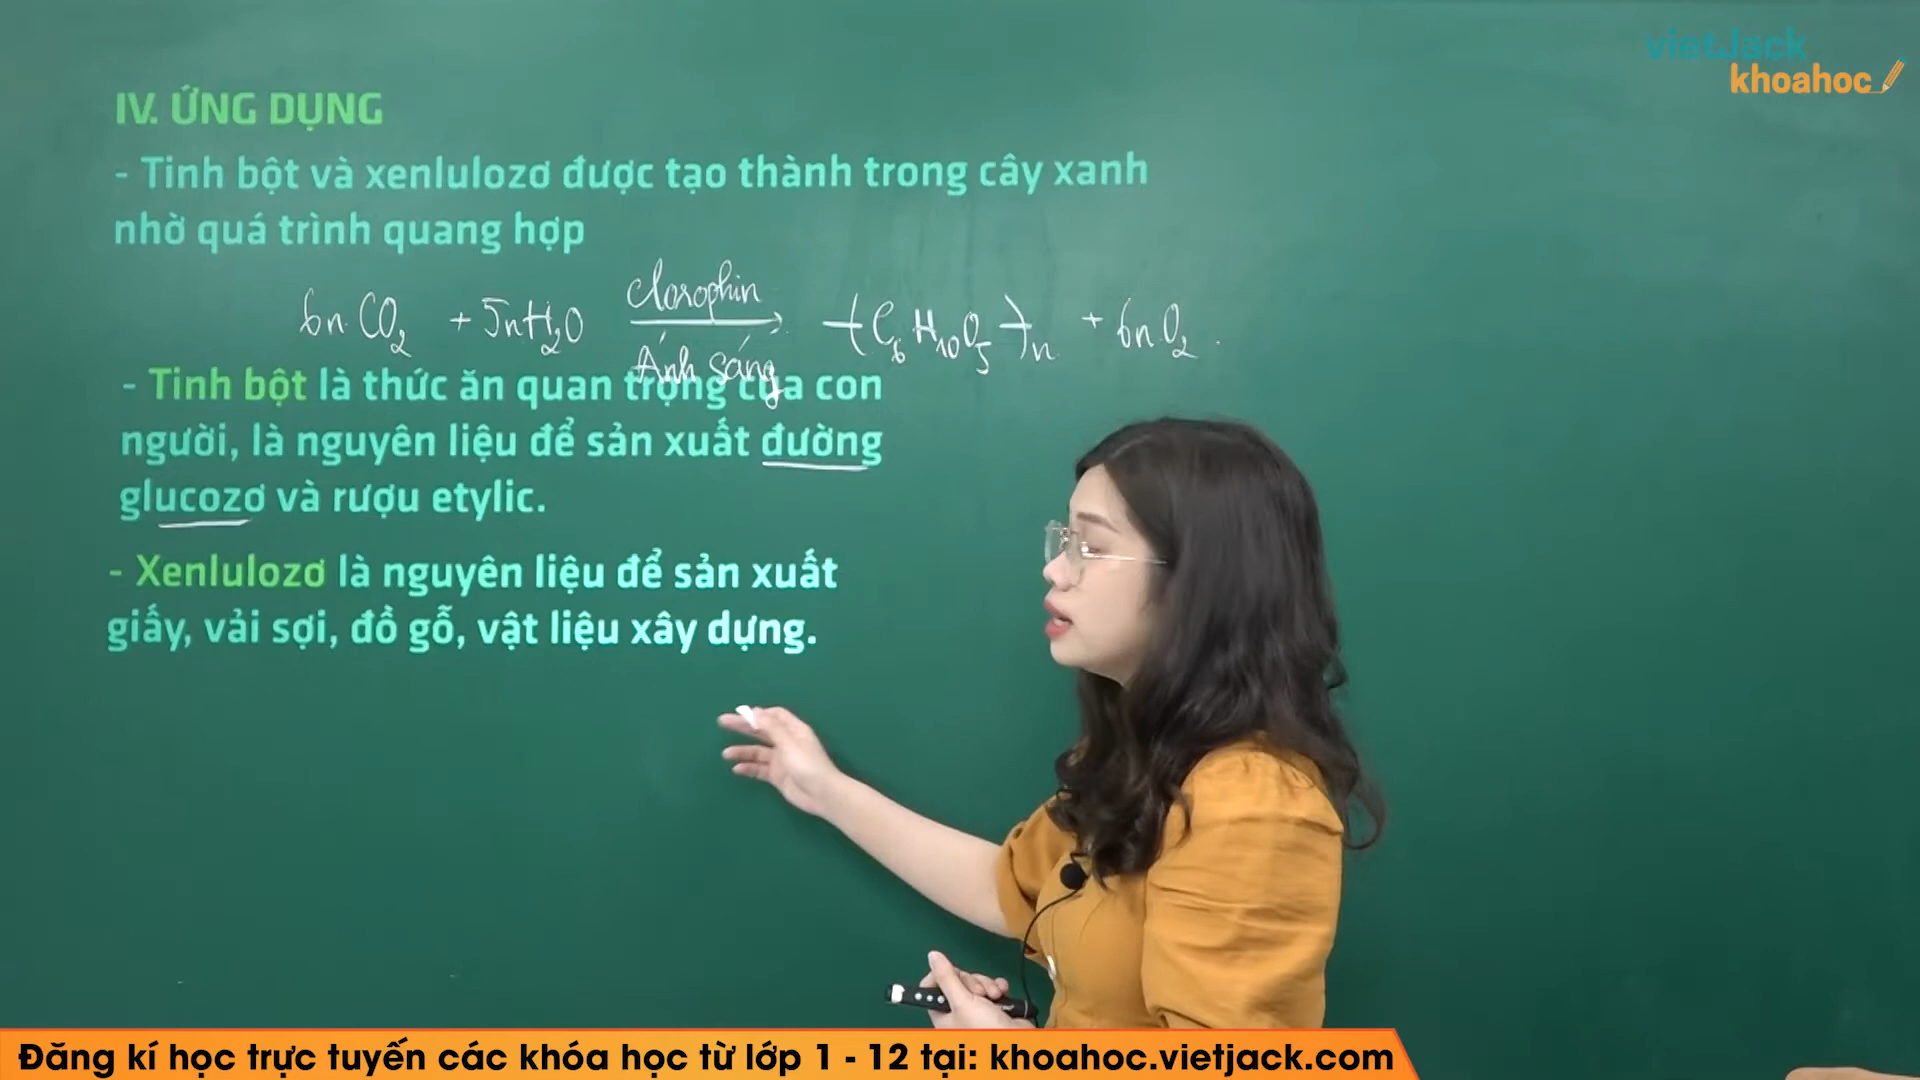 vietJack
khoahoc
IV. ỨNG DỤNG
- Tinh bột và xenlulozơ được tạo thành trong cây xanh
nhờ quá trình quang hợp
6n CO2 + 5nH2O clorophin Ánh sáng (C6H10O5)n + 6nO2.
- Tinh bột là thức ăn quan trọng của con
người, là nguyên liệu để sản xuất đường
glucozơ và rượu etylic.
- Xenlulozơ là nguyên liệu để sản xuất
giấy, vải sợi, đồ gỗ, vật liệu xây dựng.
Đăng kí học trực tuyến các khóa học từ lớp 1 - 12 tại: khoahoc.vietjack.com